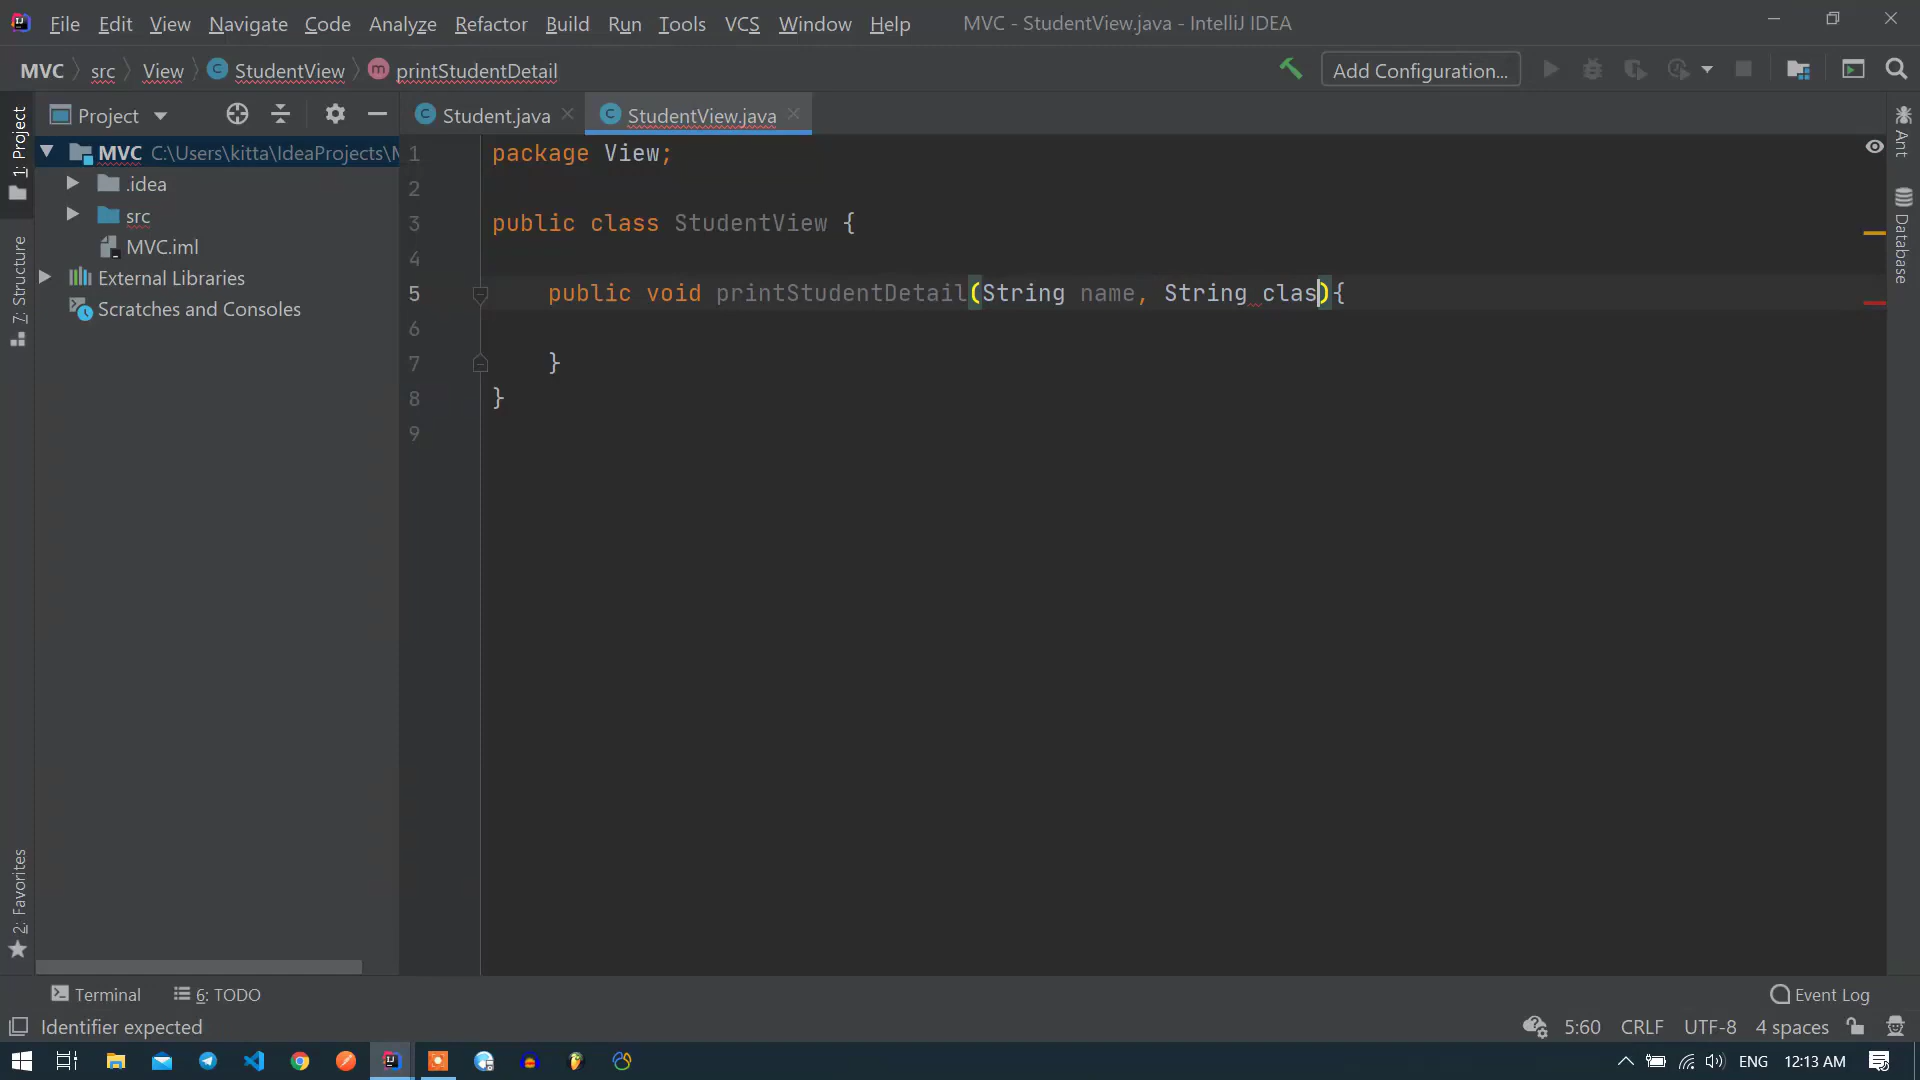 File Edit View Navigate Code Analyze Refactor Build Run Tools VCS Window Help MVC - StudentView.java - IntelliJ IDEA
MVC src View StudentView printStudentDetail Add Configuration...
Project Student.java StudentView.java
1: Project
7: Structure
2: Favorites
MVC C:\Users\kitta\IdeaProjects\M
.idea
src
MVC.iml
External Libraries
Scratches and Consoles
1 package View;
2
3 public class StudentView {
4
5 public void printStudentDetail(String name, String clas){
6
7 }
8 }
9
Ant
Database
Terminal 6: TODO Event Log
Identifier expected 5:60 CRLF UTF-8 4 spaces
ENG 12:13 AM